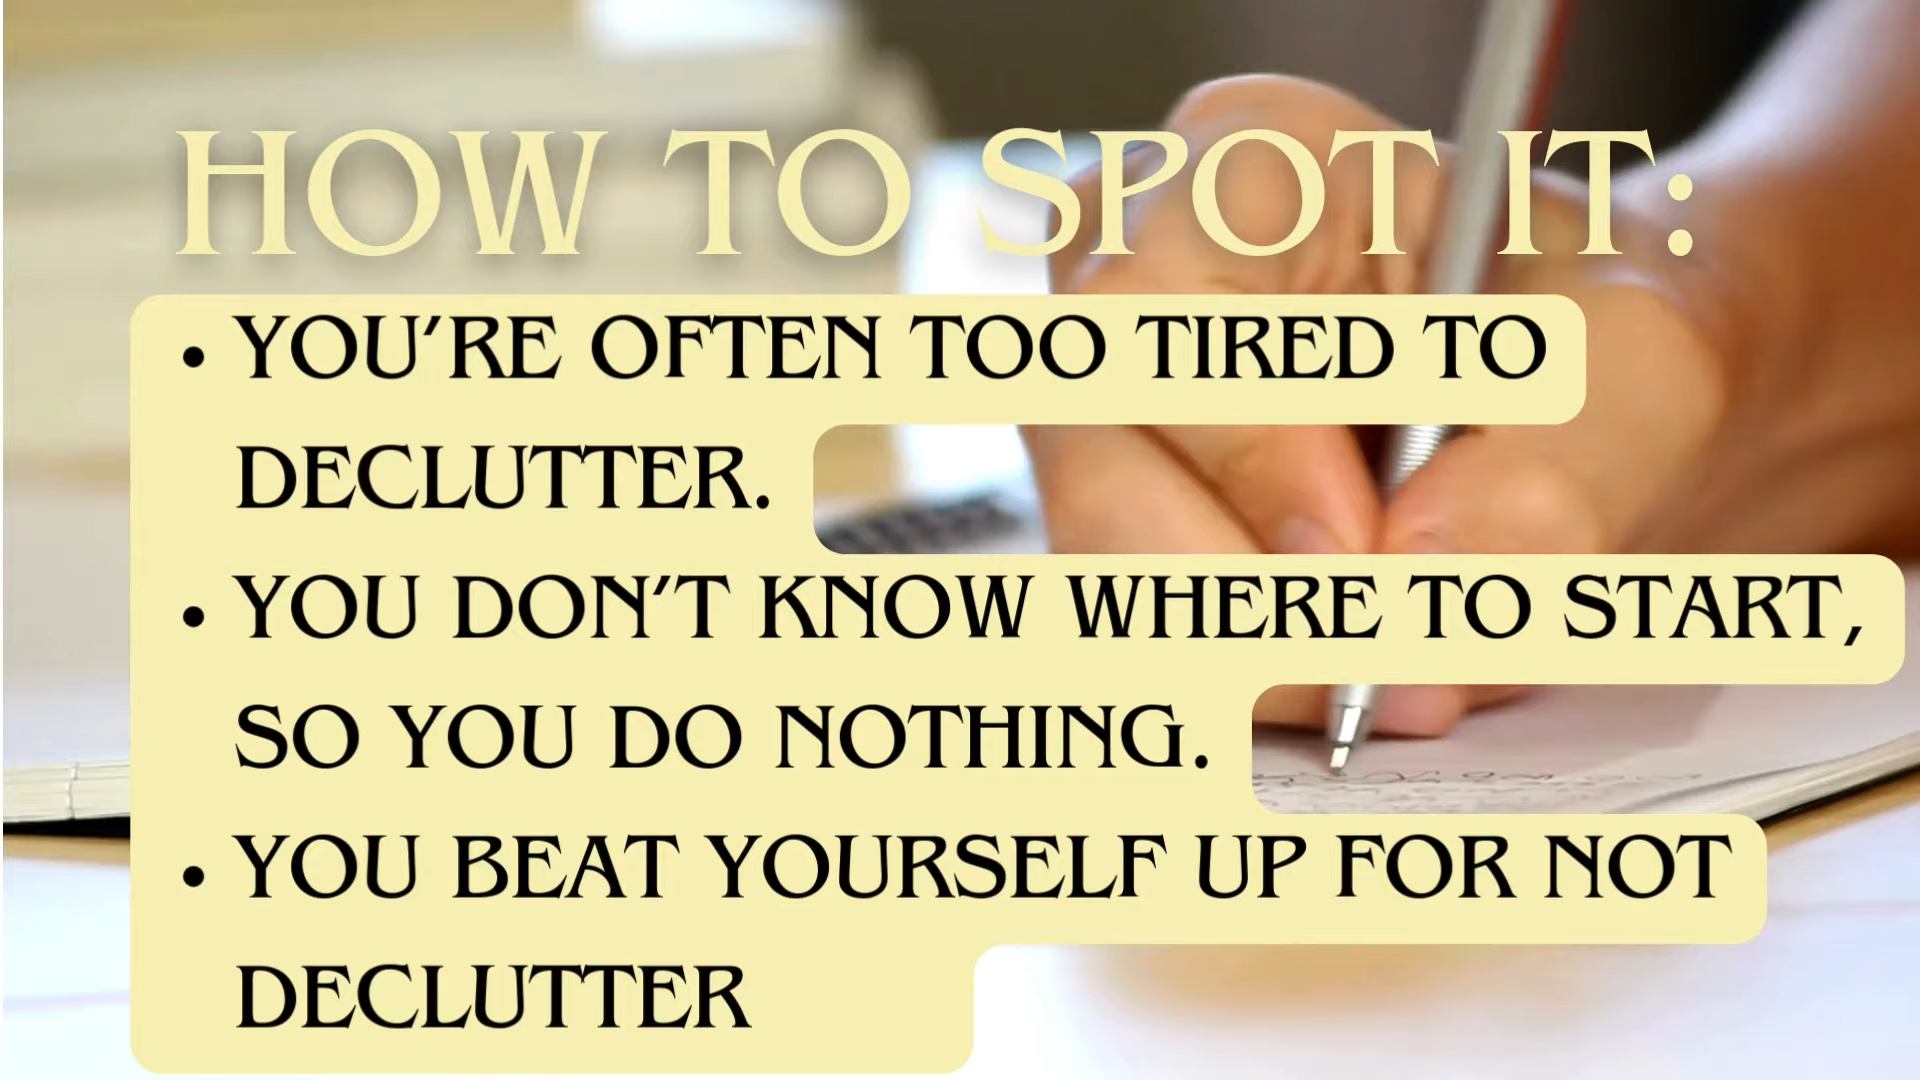 HOW TO SPOT IT:
• YOU'RE OFTEN TOO TIRED TO
DECLUTTER.
• YOU DON'T KNOW WHERE TO START,
SO YOU DO NOTHING.
• YOU BEAT YOURSELF UP FOR NOT
DECLUTTER